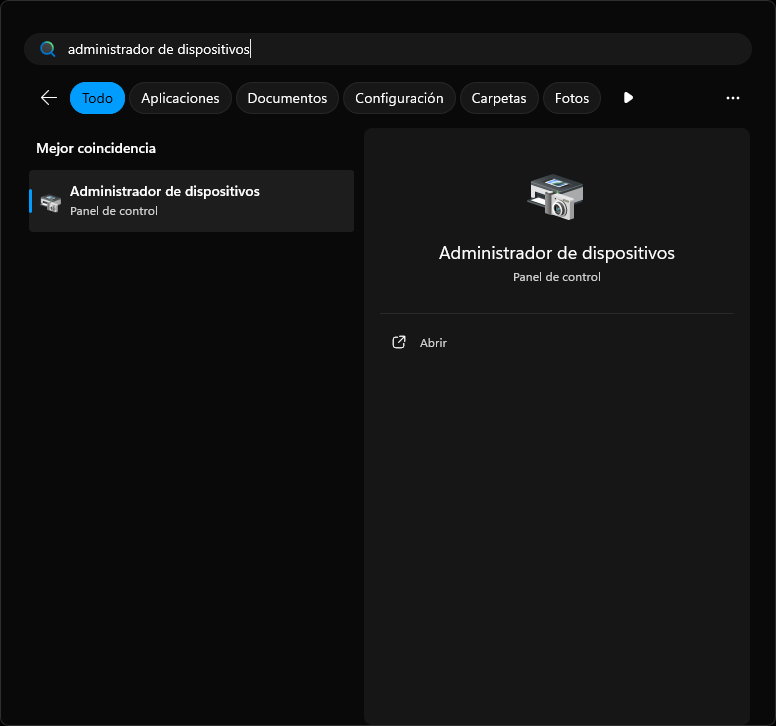 administrador de dispositivos
Todo Aplicaciones Documentos Configuración Carpetas Fotos
Mejor coincidencia
Administrador de dispositivos
Panel de control
Administrador de dispositivos
Panel de control
Abrir